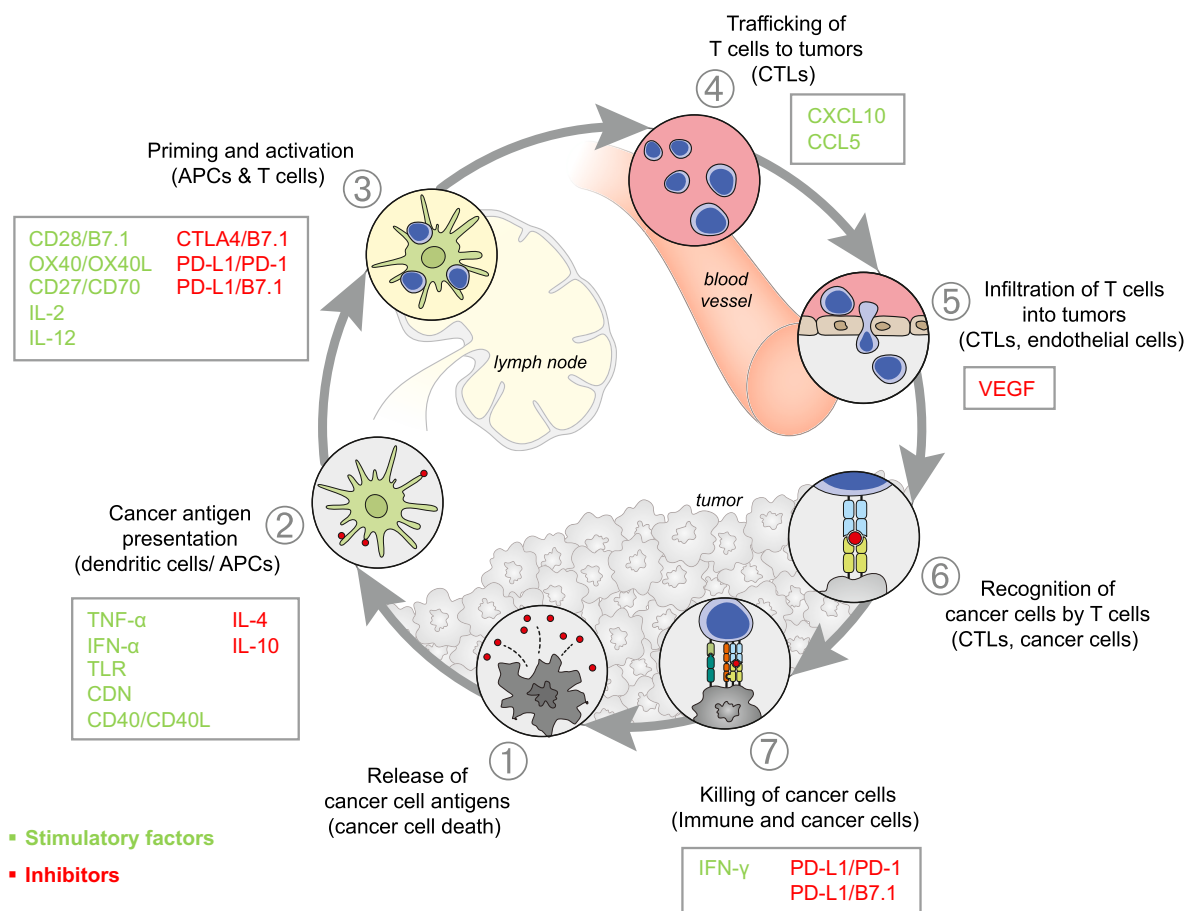 Trafficking of
T cells to tumors
(CTLs)
4
CXCL10
CCL5
Priming and activation
(APCs & T cells)
3
CD28/B7.1 CTLA4/B7.1
OX40/OX40L PD-L1/PD-1
CD27/CD70 PD-L1/B7.1
IL-2
IL-12
blood
vessel
5
Infiltration of T cells
into tumors
(CTLs, endothelial cells)
VEGF
lymph node
tumor
Cancer antigen
presentation
(dendritic cells/ APCs)
2
TNF-α IL-4
IFN-α IL-10
TLR
CDN
CD40/CD40L
6
Recognition of
cancer cells by T cells
(CTLs, cancer cells)
1
Release of
cancer cell antigens
(cancer cell death)
7
Killing of cancer cells
(Immune and cancer cells)
IFN-γ PD-L1/PD-1
PD-L1/B7.1
▪ Stimulatory factors
▪ Inhibitors